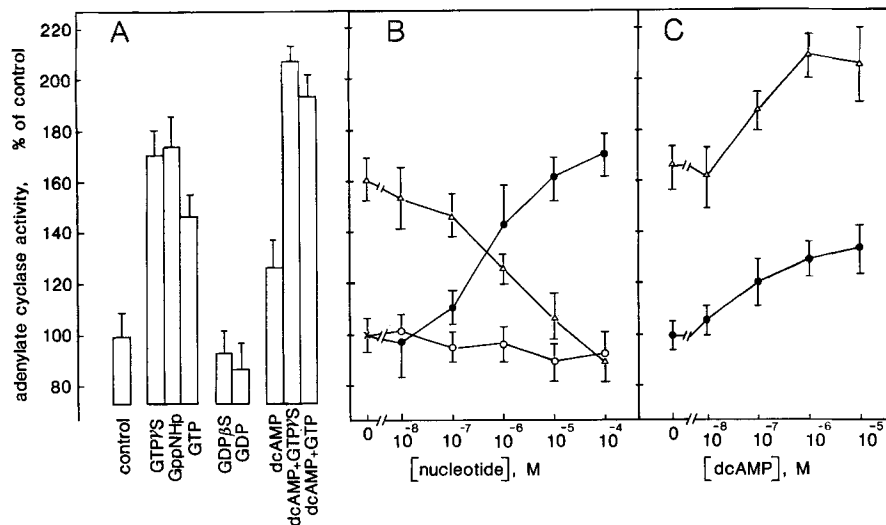 A
B
C
adenylate cyclase activity, % of control
220
200
180
160
140
120
100
80
control
GTPγS
GppNHp
GTP
GDPβS
GDP
dcAMP
dcAMP+GTPγS
dcAMP+GTP
0 10⁻⁸ 10⁻⁷ 10⁻⁶ 10⁻⁵ 10⁻⁴
[nucleotide], M
0 10⁻⁸ 10⁻⁷ 10⁻⁶ 10⁻⁵
[dcAMP], M